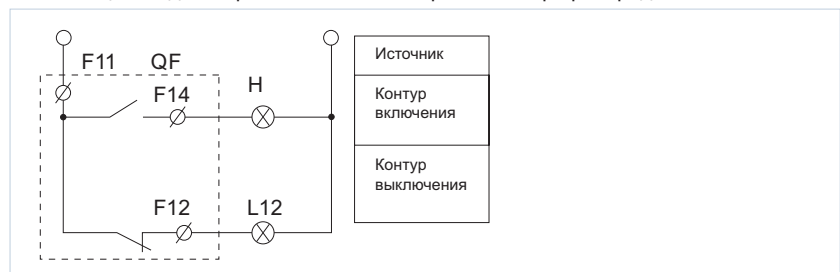 F11 QF
F14
H
F12
L12
Источник
Контур
включения
Контур
выключения